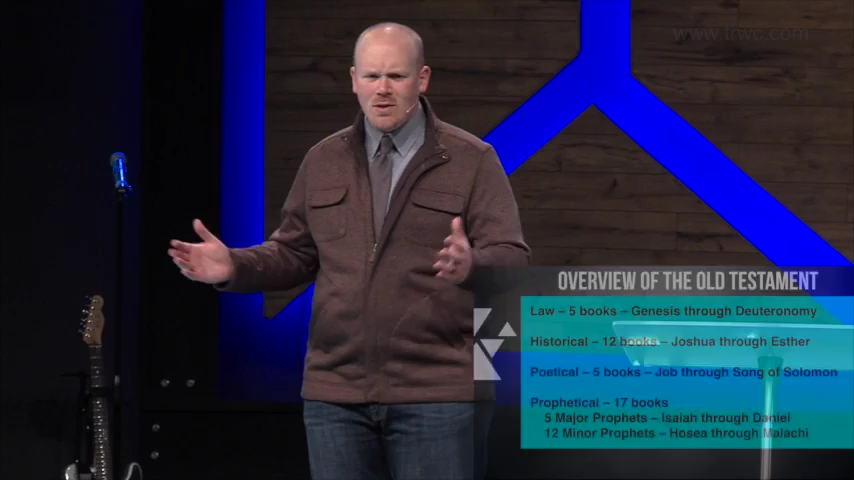 www.trwc.com
OVERVIEW OF THE OLD TESTAMENT
Law – 5 books – Genesis through Deuteronomy
Historical – 12 books – Joshua through Esther
Poetical – 5 books – Job through Song of Solomon
Prophetical – 17 books
5 Major Prophets – Isaiah through Daniel
12 Minor Prophets – Hosea through Malachi